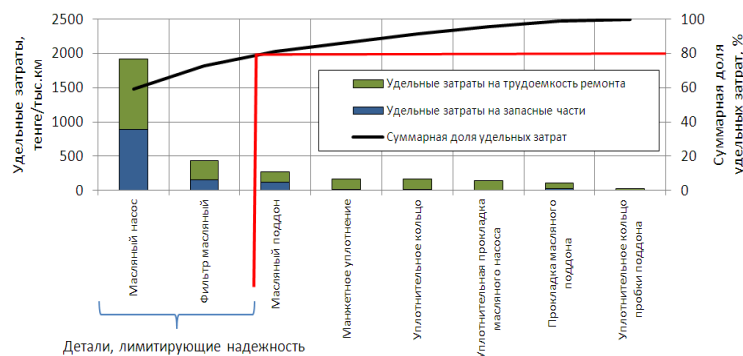 Удельные затраты,
тенге/тыс.км
2500
2000
1500
1000
500
0
100
80
60
40
20
0
Суммарная доля
удельных затрат. %
Удельные затраты на трудоемкость ремонта
Удельные затраты на запасные части
Суммарная доля удельных затрат
Масляный насос
Фильтр масляный
Масляный поддон
Манжетное уплотнение
Уплотнительное кольцо
Уплотнительная прокладка
масляного насоса
Прокладка масляного
поддона
Уплотнительное кольцо
пробки поддона
Детали, лимитирующие надежность